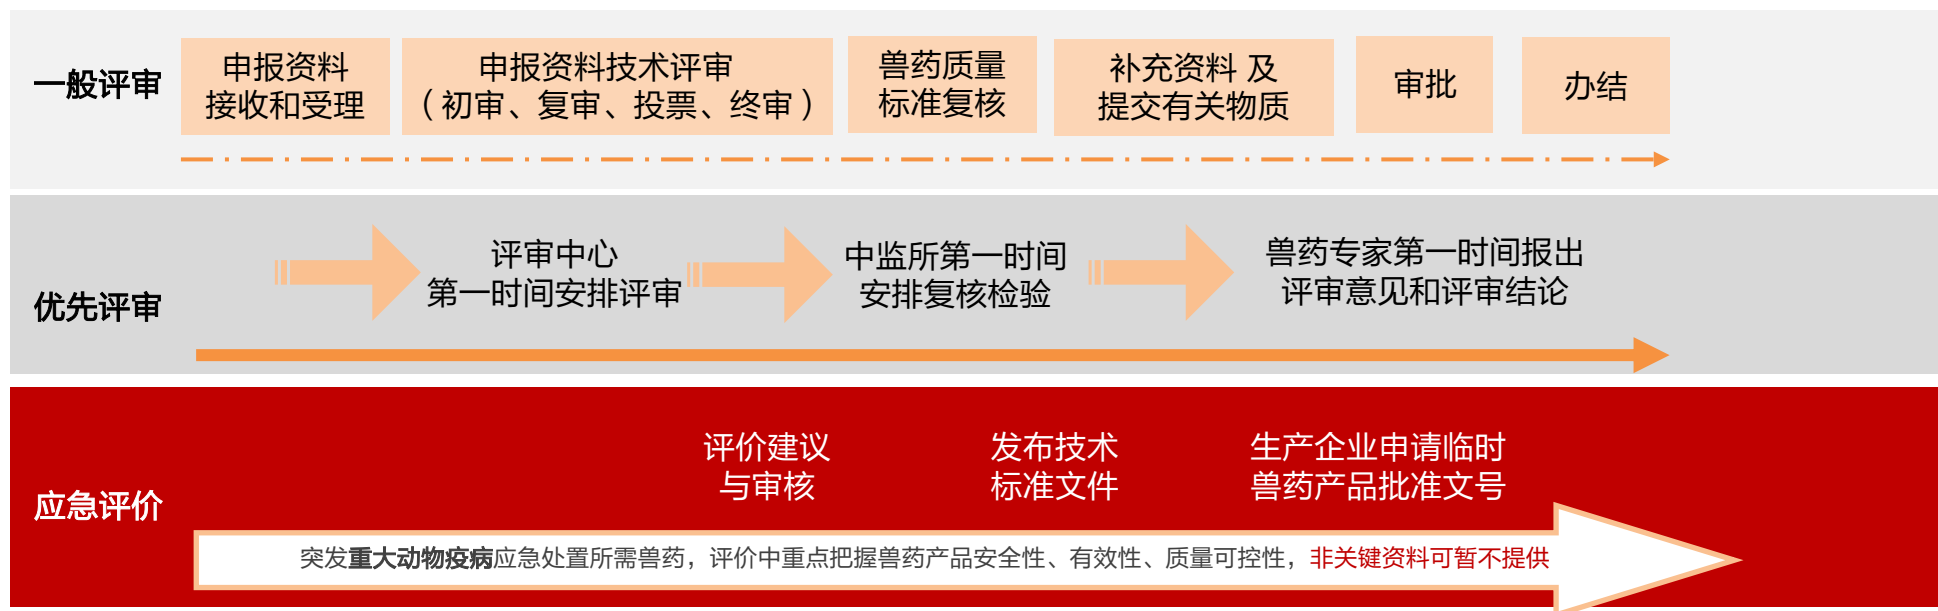 一般评审
申报资料
接收和受理
申报资料技术评审
（初审、复审、投票、终审）
兽药质量
标准复核
补充资料 及
提交有关物质
审批
办结
优先评审
评审中心
第一时间安排评审
中监所第一时间
安排复核检验
兽药专家第一时间报出
评审意见和评审结论
应急评价
评价建议
与审核
发布技术
标准文件
生产企业申请临时
兽药产品批准文号
突发重大动物疫病应急处置所需兽药，评价中重点把握兽药产品安全性、有效性、质量可控性，非关键资料可暂不提供